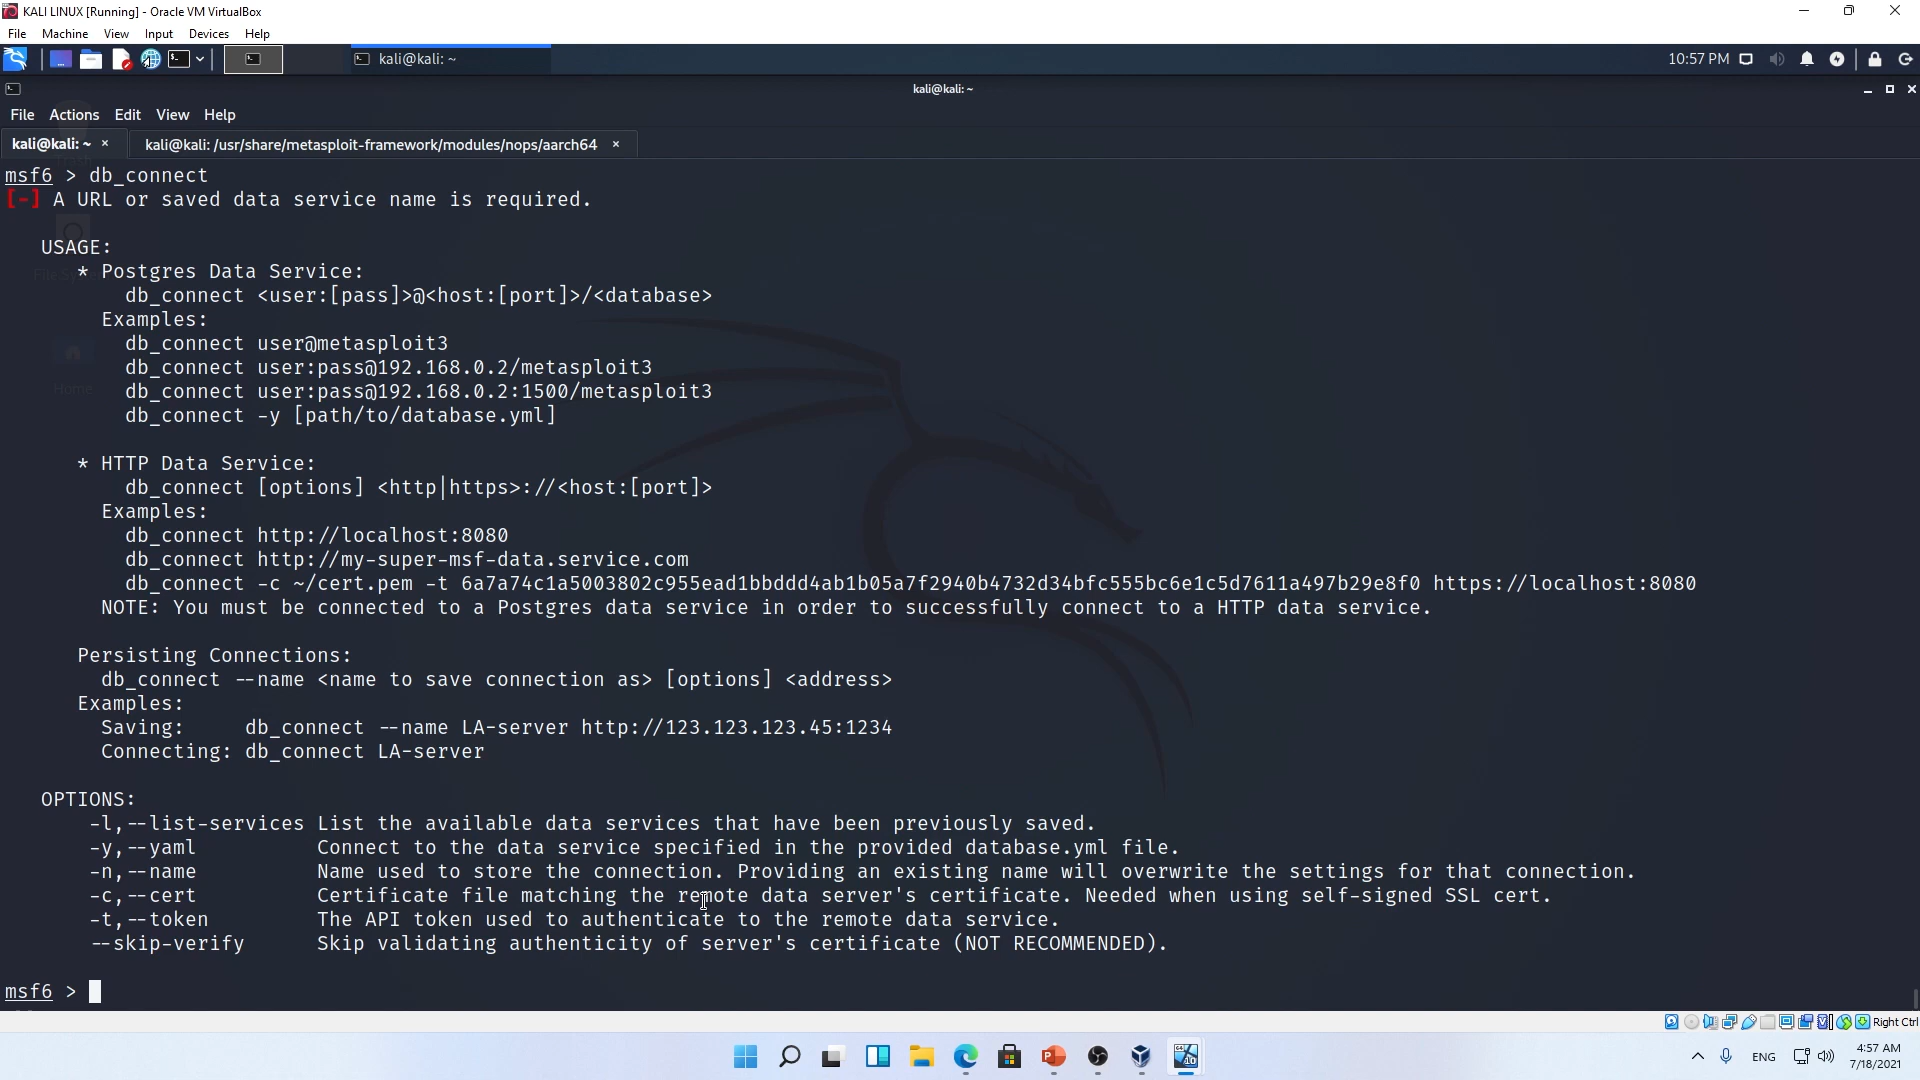 KALI LINUX [Running] - Oracle VM VirtualBox
File Machine View Input Devices Help
kali@kali: ~
10:57 PM
kali@kali: ~
File Actions Edit View Help
kali@kali: ~ × kali@kali: /usr/share/metasploit-framework/modules/nops/aarch64 ×
msf6 > db_connect
[-] A URL or saved data service name is required.
USAGE:
* Postgres Data Service:
db_connect <user:[pass]>@<host:[port]>/<database>
Examples:
db_connect user@metasploit3
db_connect user:pass@192.168.0.2/metasploit3
db_connect user:pass@192.168.0.2:1500/metasploit3
db_connect -y [path/to/database.yml]
Home
* HTTP Data Service:
db_connect [options] <http|https>://<host:[port]>
Examples:
db_connect http://localhost:8080
db_connect http://my-super-msf-data.service.com
db_connect -c ~/cert.pem -t 6a7a74c1a5003802c955ead1bbddd4ab1b05a7f2940b4732d34bfc555bc6e1c5d7611a497b29e8f0 https://localhost:8080
NOTE: You must be connected to a Postgres data service in order to successfully connect to a HTTP data service.
Persisting Connections:
db_connect --name <name to save connection as> [options] <address>
Examples:
Saving: db_connect --name LA-server http://123.123.123.45:1234
Connecting: db_connect LA-server
OPTIONS:
-l,--list-services List the available data services that have been previously saved.
-y,--yaml Connect to the data service specified in the provided database.yml file.
-n,--name Name used to store the connection. Providing an existing name will overwrite the settings for that connection.
-c,--cert Certificate file matching the remote data server's certificate. Needed when using self-signed SSL cert.
-t,--token The API token used to authenticate to the remote data service.
--skip-verify Skip validating authenticity of server's certificate (NOT RECOMMENDED).
msf6 >
Right Ctrl
ENG
4:57 AM
7/18/2021